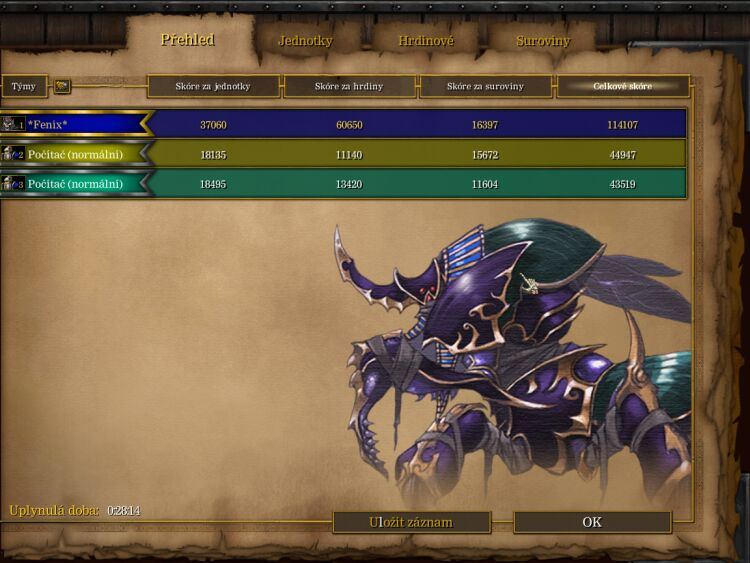 Přehled Jednotky Hrdinové Suroviny
Týmy Skóre za jednotky Skóre za hrdiny Skóre za suroviny Celkové skóre
1 *Fenix* 37060 60650 16397 114107
2 Počítač (normální) 18135 11140 15672 44947
3 Počítač (normální) 18495 13420 11604 43519
Uplynulá doba: 0:28:14
Uložit záznam OK